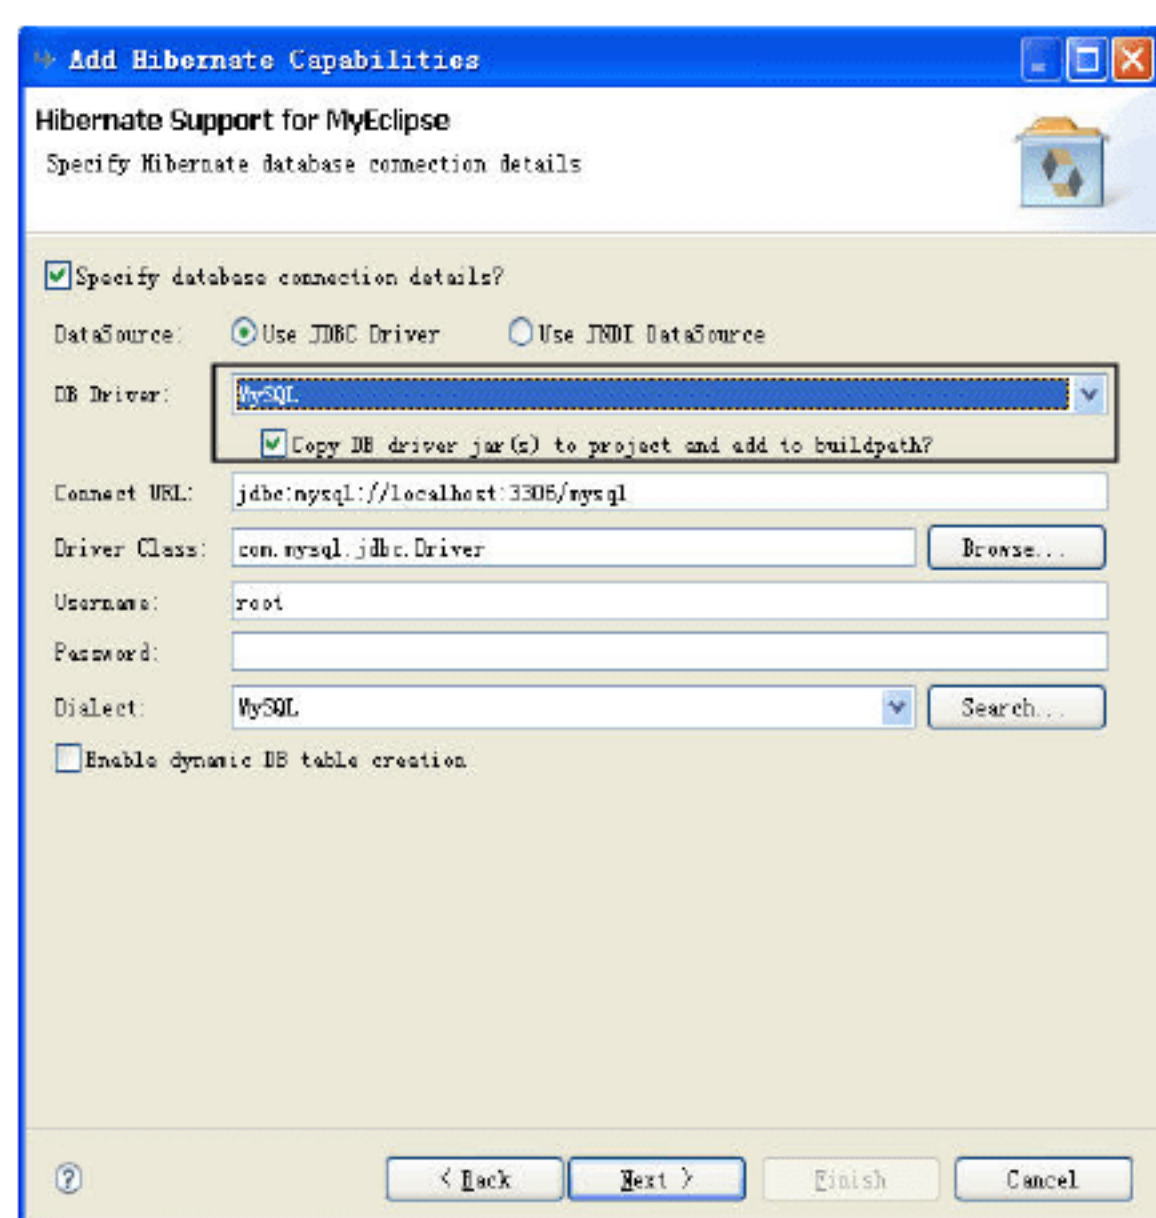 Add Hibernate Capabilities
Hibernate Support for MyEclipse
Specify Hibernate database connection details
Specify database connection details?
DataSource: Use JDBC Driver Use JNDI DataSource
DB Driver: MySQL
Copy DB driver jar(s) to project and add to buildpath?
Connect URL: jdbc:mysql://localhost:3306/mysql
Driver Class: com.mysql.jdbc.Driver Browse...
Username: root
Password:
Dialect: MySQL Search...
Enable dynamic DB table creation
? < Back Next > Finish Cancel